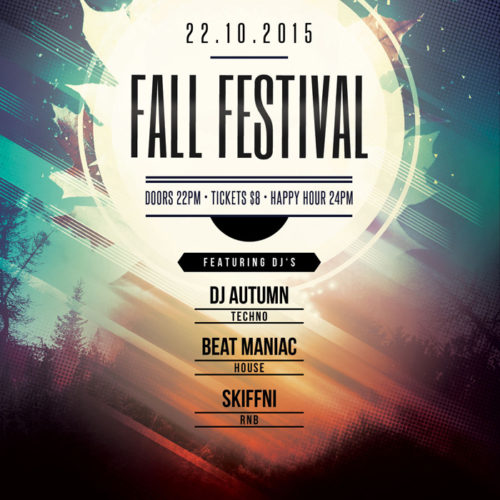 22.10.2015
FALL FESTIVAL
DOORS 22PM • TICKETS $8 • HAPPY HOUR 24PM
FEATURING DJ'S
DJ AUTUMN
TECHNO
BEAT MANIAC
HOUSE
SKIFFNI
RNB